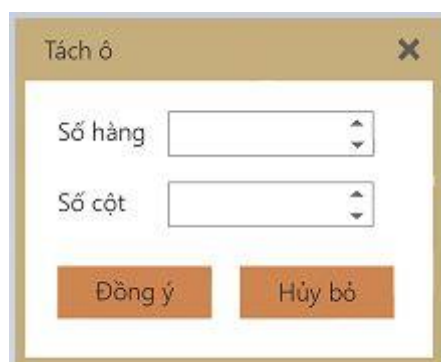 Tách ô
Số hàng
Số cột
Đồng ý
Hủy bỏ